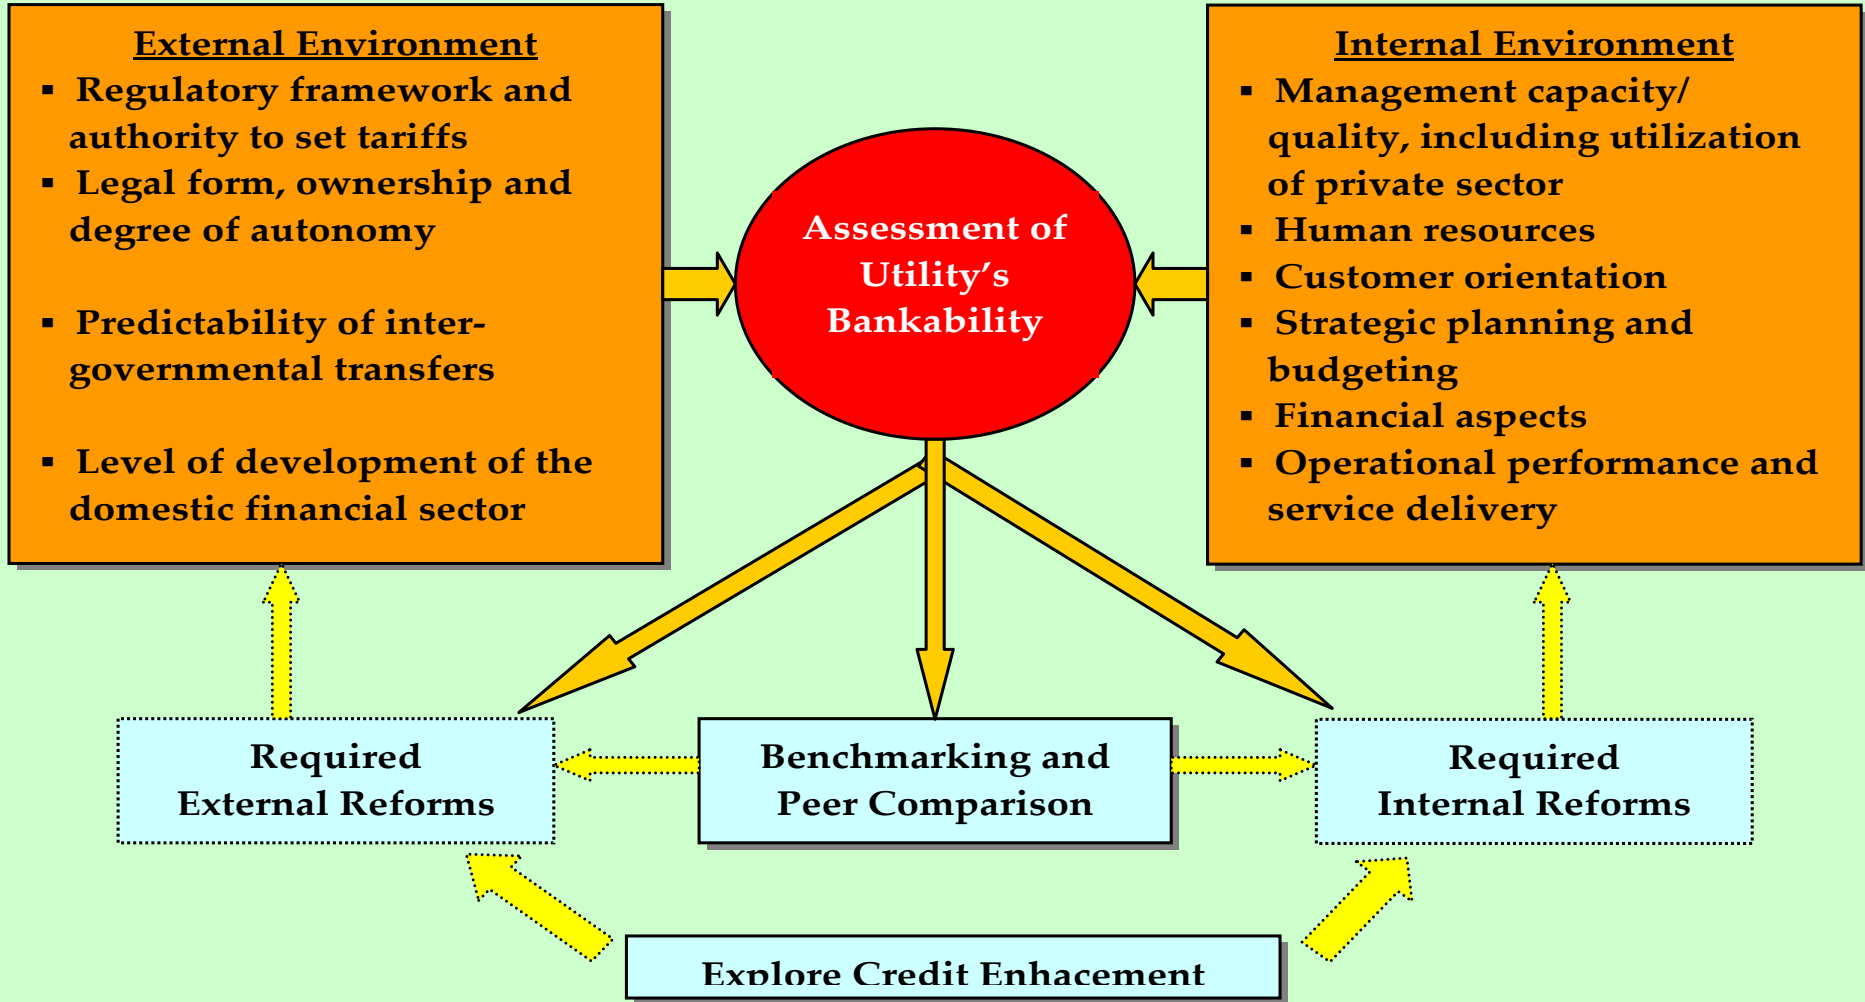 External Environment
▪ Regulatory framework and
authority to set tariffs
▪ Legal form, ownership and
degree of autonomy
▪ Predictability of inter-
governmental transfers
▪ Level of development of the
domestic financial sector
Assessment of
Utility’s
Bankability
Internal Environment
▪ Management capacity/
quality, including utilization
of private sector
▪ Human resources
▪ Customer orientation
▪ Strategic planning and
budgeting
▪ Financial aspects
▪ Operational performance and
service delivery
Required
External Reforms
Benchmarking and
Peer Comparison
Required
Internal Reforms
Explore Credit Enhacement